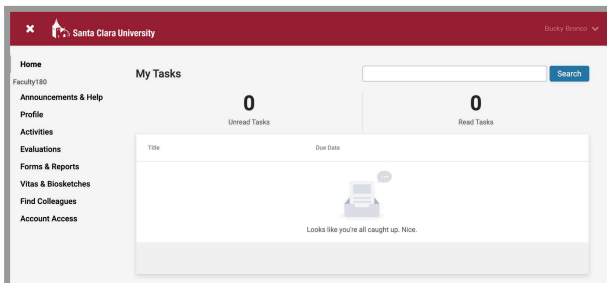 Santa Clara University
Bucky Bronco
Home
Faculty180
Announcements & Help
Profile
Activities
Evaluations
Forms & Reports
Vitas & Biosketches
Find Colleagues
Account Access
My Tasks
Search
0
Unread Tasks
0
Read Tasks
Title
Due Date
Looks like you're all caught up. Nice.